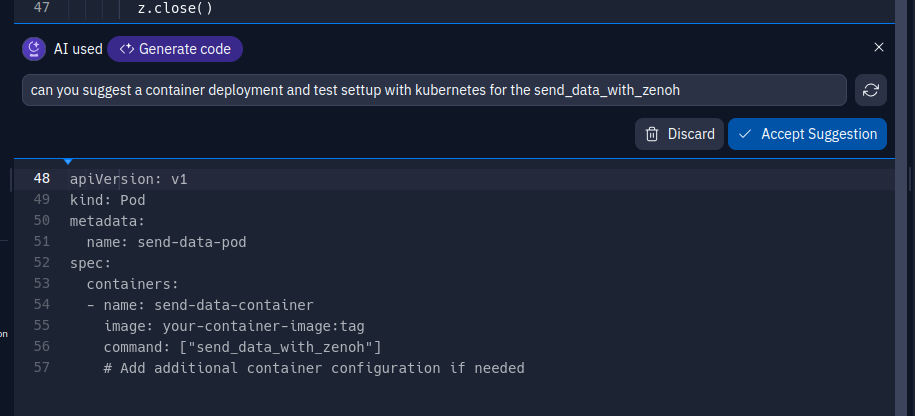 47 z.close()
AI used Generate code
can you suggest a container deployment and test settup with kubernetes for the send_data_with_zenoh
Discard Accept Suggestion
48 apiVersion: v1
49 kind: Pod
50 metadata:
51   name: send-data-pod
52 spec:
53   containers:
54   - name: send-data-container
55     image: your-container-image:tag
56     command: ["send_data_with_zenoh"]
57     # Add additional container configuration if needed
on